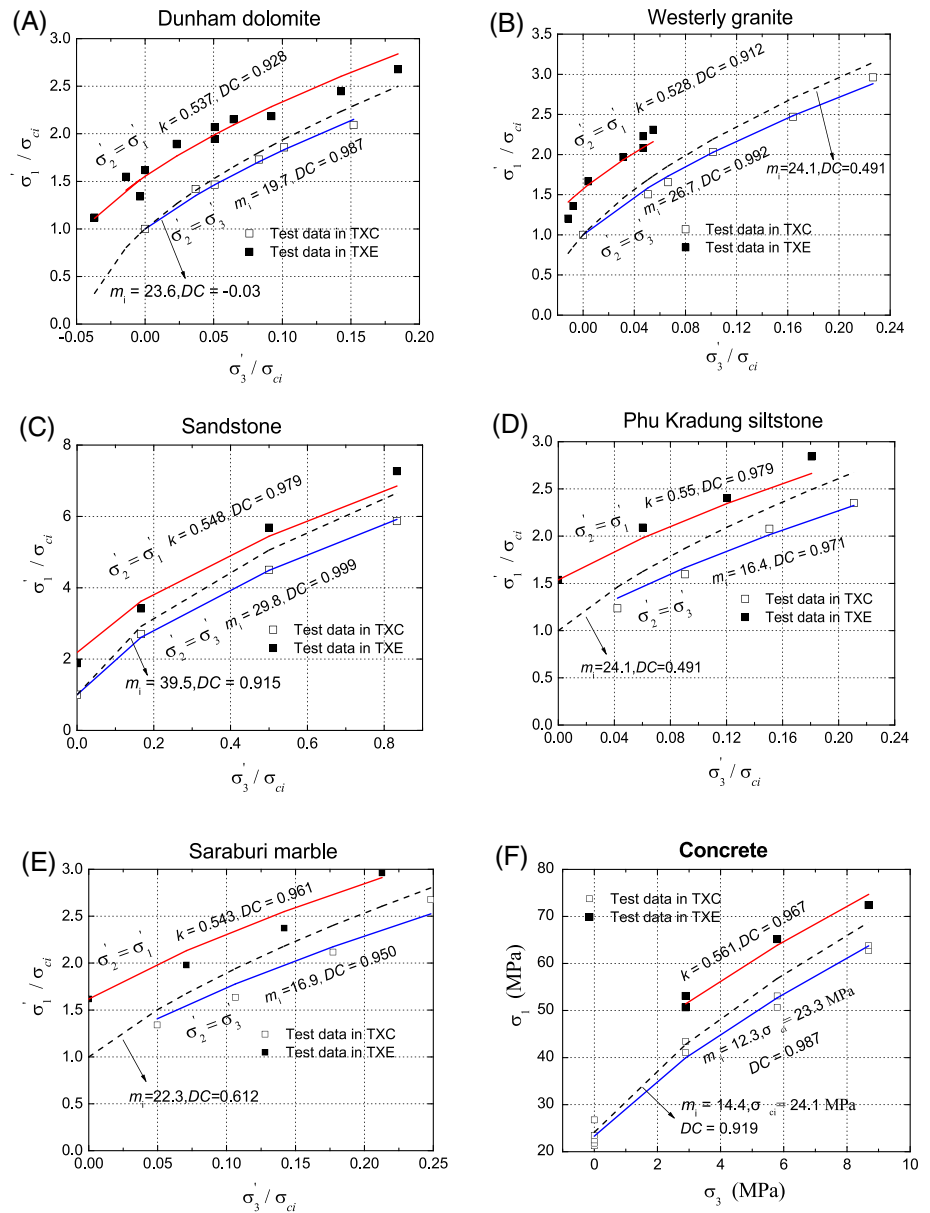 (A) Dunham dolomite
3.0
2.5
2.0
1.5
1.0
0.5
0.0
-0.05 0.00 0.05 0.10 0.15 0.20
σ'1 / σci
σ'3 / σci
σ'2 = σ'1 k = 0.537, DC = 0.928
σ'2 = σ'3 mi = 19.7, DC = 0.987
Test data in TXC
Test data in TXE
mi = 23.6,DC = -0.03
(B) Westerly granite
3.5
3.0
2.5
2.0
1.5
1.0
0.5
0.0
0.00 0.04 0.08 0.12 0.16 0.20 0.24
σ'1 / σci
σ'3 / σci
σ'2 = σ'1 k = 0.528, DC = 0.912
σ'2 = σ'3 mi = 26.7, DC = 0.992
mi=24.1,DC=0.491
Test data in TXC
Test data in TXE
(C) Sandstone
8
6
4
2
0
0.0 0.2 0.4 0.6 0.8
σ'1 / σci
σ'3 / σci
σ'2 = σ'1 k = 0.548, DC = 0.979
σ'2 = σ'3 mi = 29.8, DC = 0.999
Test data in TXC
Test data in TXE
mi = 39.5,DC = 0.915
(D) Phu Kradung siltstone
3.0
2.5
2.0
1.5
1.0
0.5
0.0
0.00 0.06 0.12 0.18 0.24
σ'1 / σci
σ'3 / σci
σ'2 = σ'1 k = 0.55, DC = 0.979
σ'2 = σ'3 mi = 16.4, DC = 0.971
Test data in TXC
Test data in TXE
mi=24.1,DC=0.491
(E) Saraburi marble
3.0
2.5
2.0
1.5
1.0
0.5
0.0
0.00 0.05 0.10 0.15 0.20 0.25
σ'1 / σci
σ'3 / σci
σ'2 = σ'1 k = 0.543, DC = 0.961
σ'2 = σ'3 mi=16.9, DC = 0.950
Test data in TXC
Test data in TXE
mi=22.3,DC=0.612
(F) Concrete
80
70
60
50
40
30
20
0 2 4 6 8 10
σ1 (MPa)
σ3 (MPa)
Test data in TXC
Test data in TXE
k = 0.561, DC = 0.967
mi = 12.3,σci = 23.3 MPa
DC = 0.987
mi = 14.4,σci = 24.1 MPa
DC = 0.919